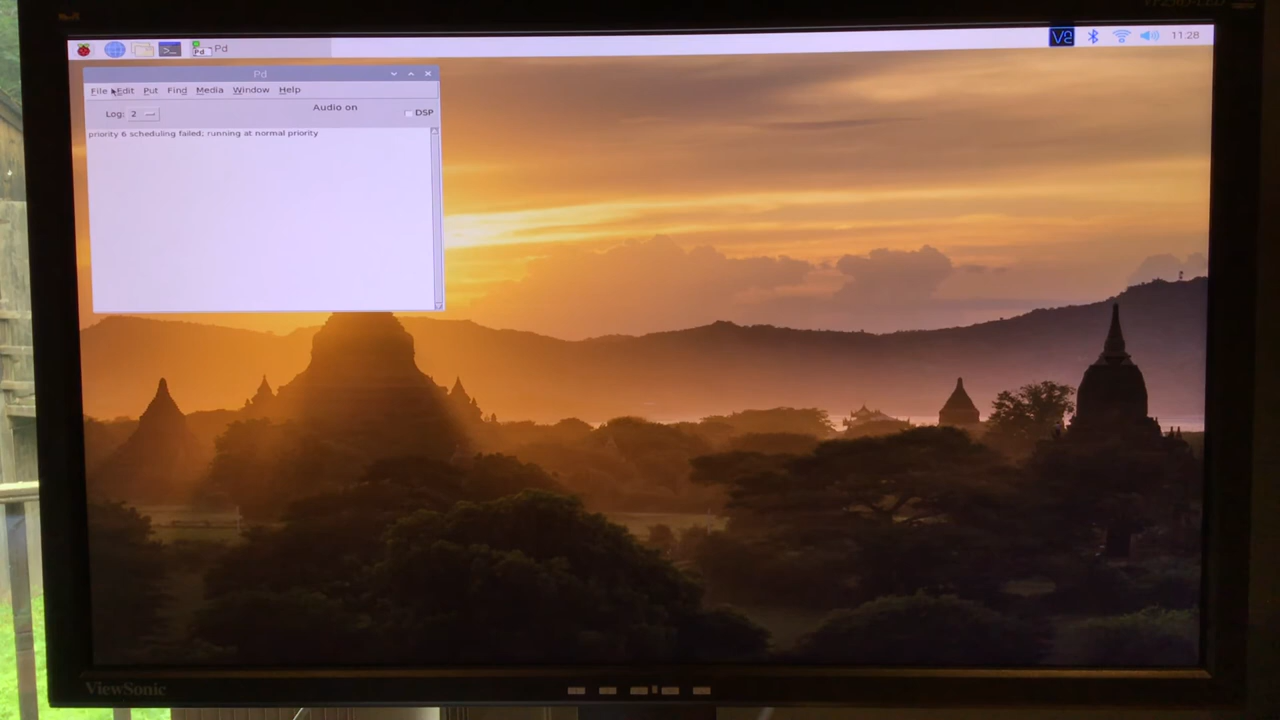 Pd
11.28
Pd
File Edit Put Find Media Window Help
Audio on
Log: 2
DSP
priority 6 scheduling failed; running at normal priority
ViewSonic